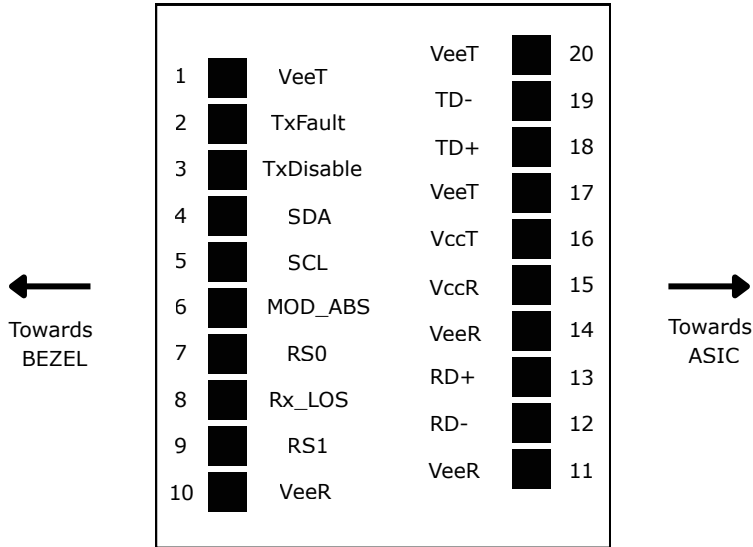 1 VeeT
2 TxFault
3 TxDisable
4 SDA
5 SCL
6 MOD_ABS
7 RS0
8 Rx_LOS
9 RS1
10 VeeR
VeeT 20
TD- 19
TD+ 18
VeeT 17
VccT 16
VccR 15
VeeR 14
RD+ 13
RD- 12
VeeR 11
Towards
BEZEL
Towards
ASIC